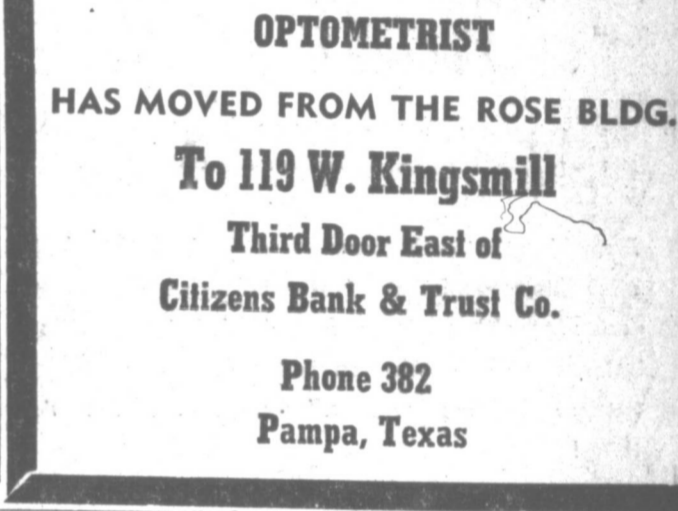 OPTOMETRIST
HAS MOVED FROM THE ROSE BLDG.
To 119 W. Kingsmill
Third Door East of
Citizens Bank & Trust Co.
Phone 382
Pampa, Texas